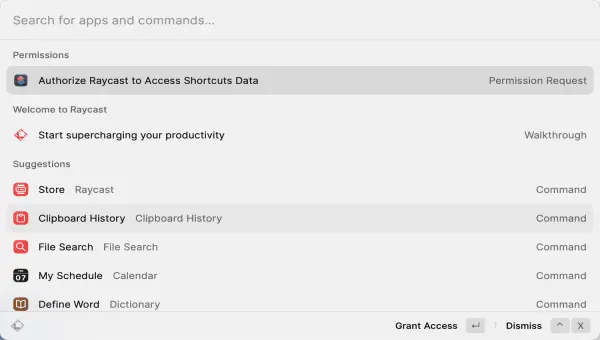 Search for apps and commands...
Permissions
Authorize Raycast to Access Shortcuts Data Permission Request
Welcome to Raycast
Start supercharging your productivity Walkthrough
Suggestions
Store Raycast Command
Clipboard History Clipboard History Command
File Search File Search Command
07 My Schedule Calendar Command
Define Word Dictionary Command
Grant Access ↵ Dismiss ^ X